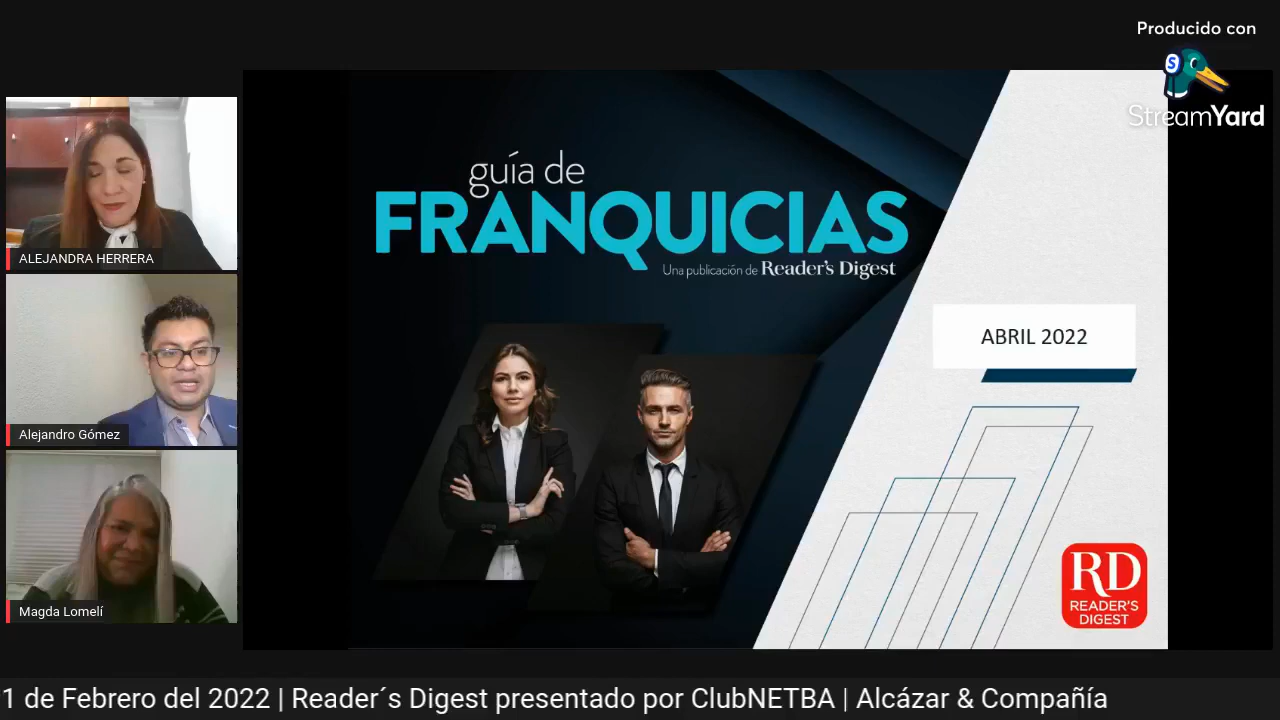 Producido con
StreamYard
guía de
FRANQUICIAS
Una publicación de Reader's Digest
ABRIL 2022
RD
READER'S
DIGEST
ALEJANDRA HERRERA
Alejandro Gómez
Magda Lomelí
1 de Febrero del 2022 | Reader´s Digest presentado por ClubNETBA | Alcázar & Compañía